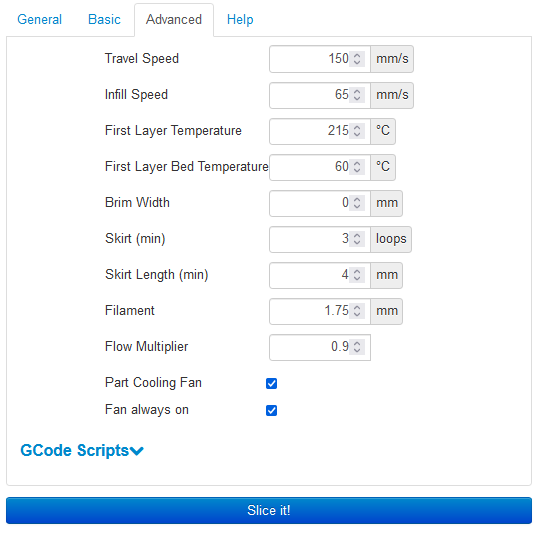 General Basic Advanced Help
Travel Speed 150 mm/s
Infill Speed 65 mm/s
First Layer Temperature 215 °C
First Layer Bed Temperature 60 °C
Brim Width 0 mm
Skirt (min) 3 loops
Skirt Length (min) 4 mm
Filament 1.75 mm
Flow Multiplier 0.9
Part Cooling Fan
Fan always on
GCode Scripts
Slice it!